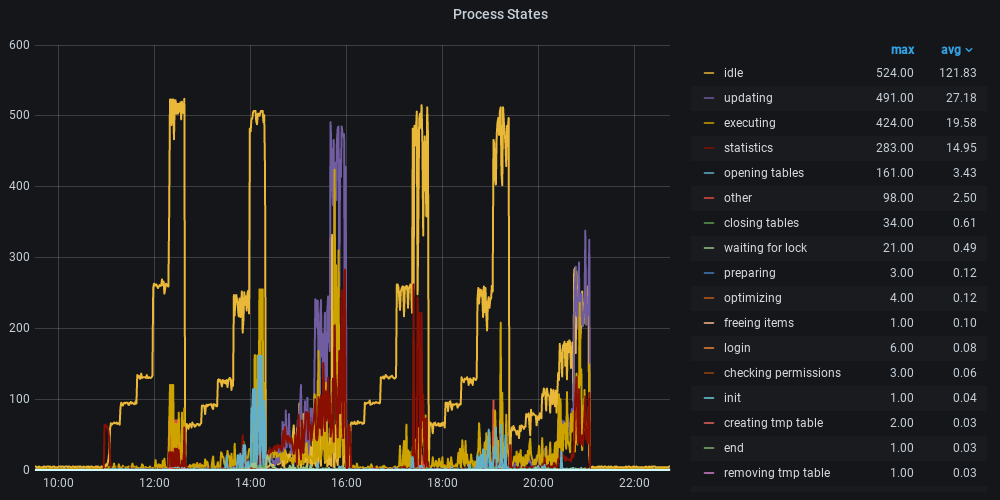 Process States
600
500
400
300
200
100
0
10:00 12:00 14:00 16:00 18:00 20:00 22:00
max avg
idle 524.00 121.83
updating 491.00 27.18
executing 424.00 19.58
statistics 283.00 14.95
opening tables 161.00 3.43
other 98.00 2.50
closing tables 34.00 0.61
waiting for lock 21.00 0.49
preparing 3.00 0.12
optimizing 4.00 0.12
freeing items 1.00 0.10
login 6.00 0.08
checking permissions 3.00 0.06
init 1.00 0.04
creating tmp table 2.00 0.03
end 1.00 0.03
removing tmp table 1.00 0.03